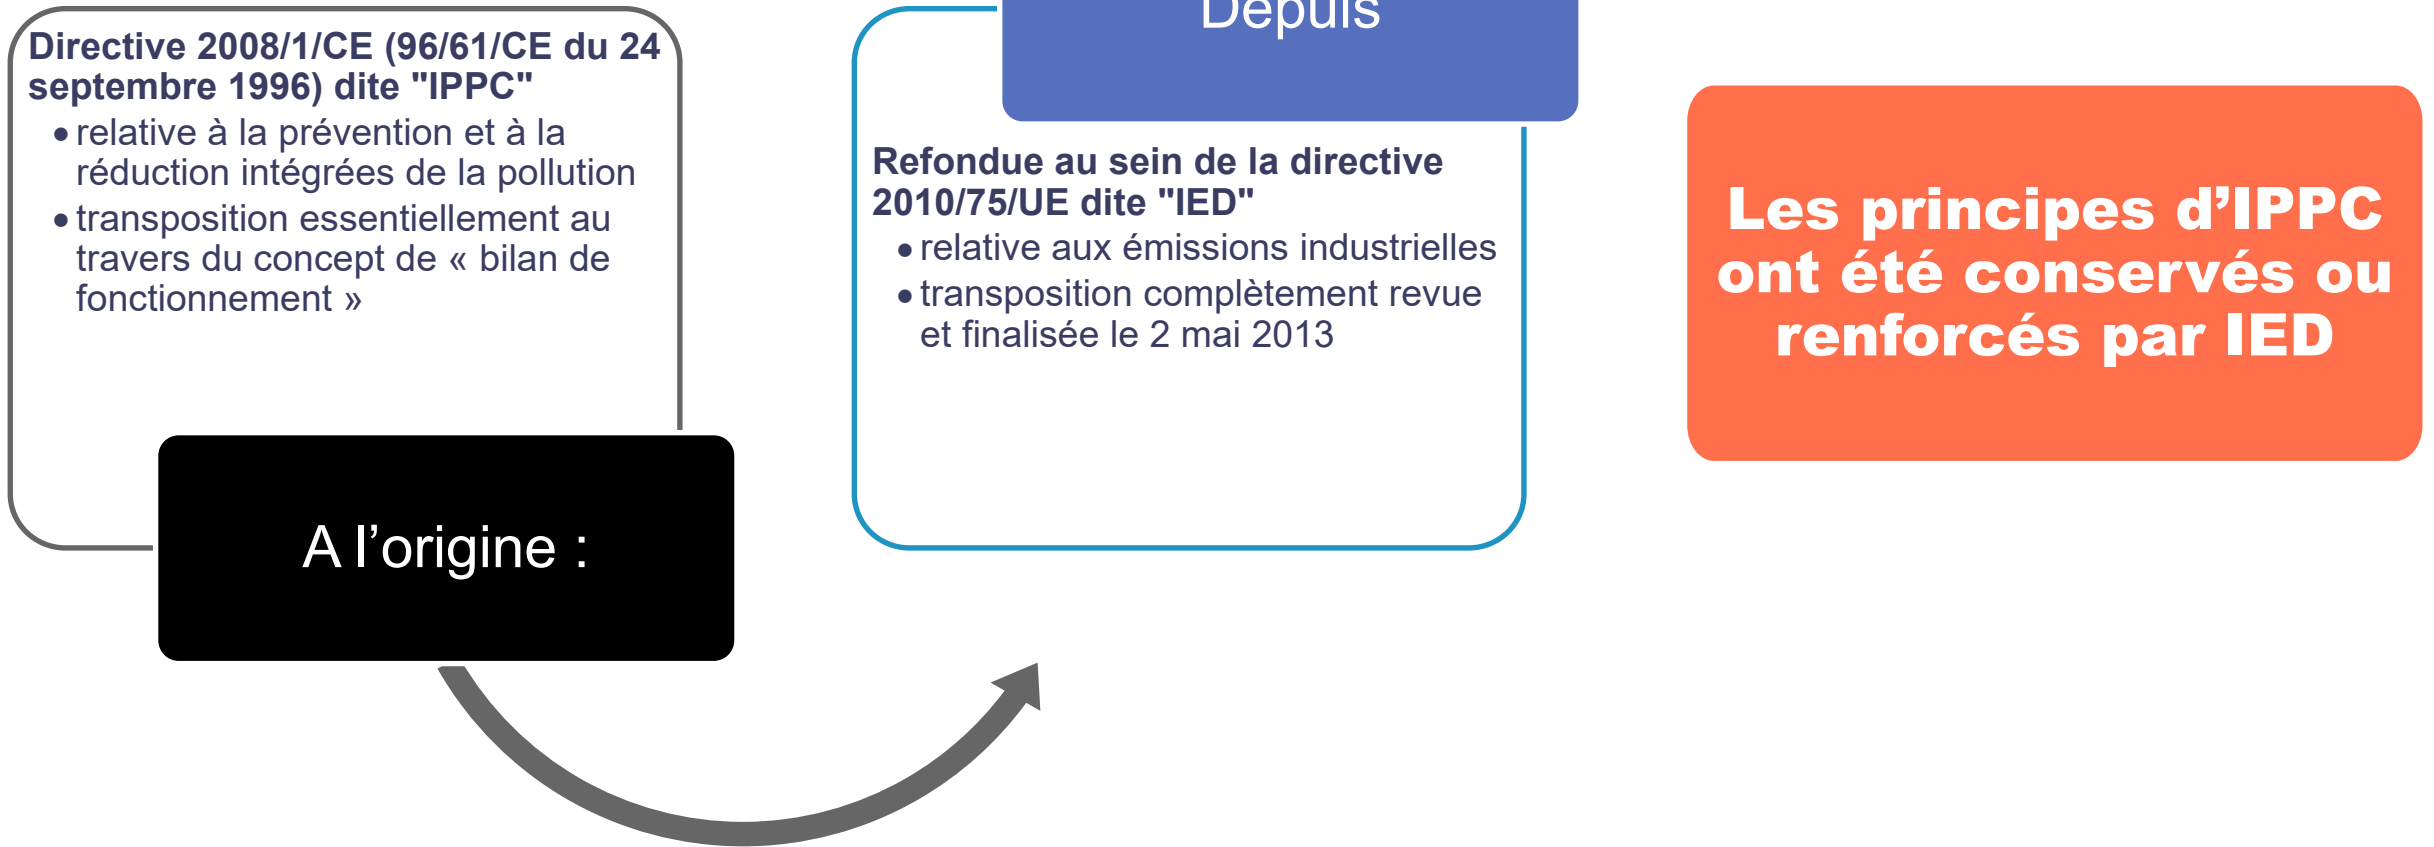 Directive 2008/1/CE (96/61/CE du 24
septembre 1996) dite "IPPC"
• relative à la prévention et à la
réduction intégrées de la pollution
• transposition essentiellement au
travers du concept de « bilan de
fonctionnement »
A l’origine :
Depuis
Refondue au sein de la directive
2010/75/UE dite "IED"
• relative aux émissions industrielles
• transposition complètement revue
et finalisée le 2 mai 2013
Les principes d’IPPC
ont été conservés ou
renforcés par IED